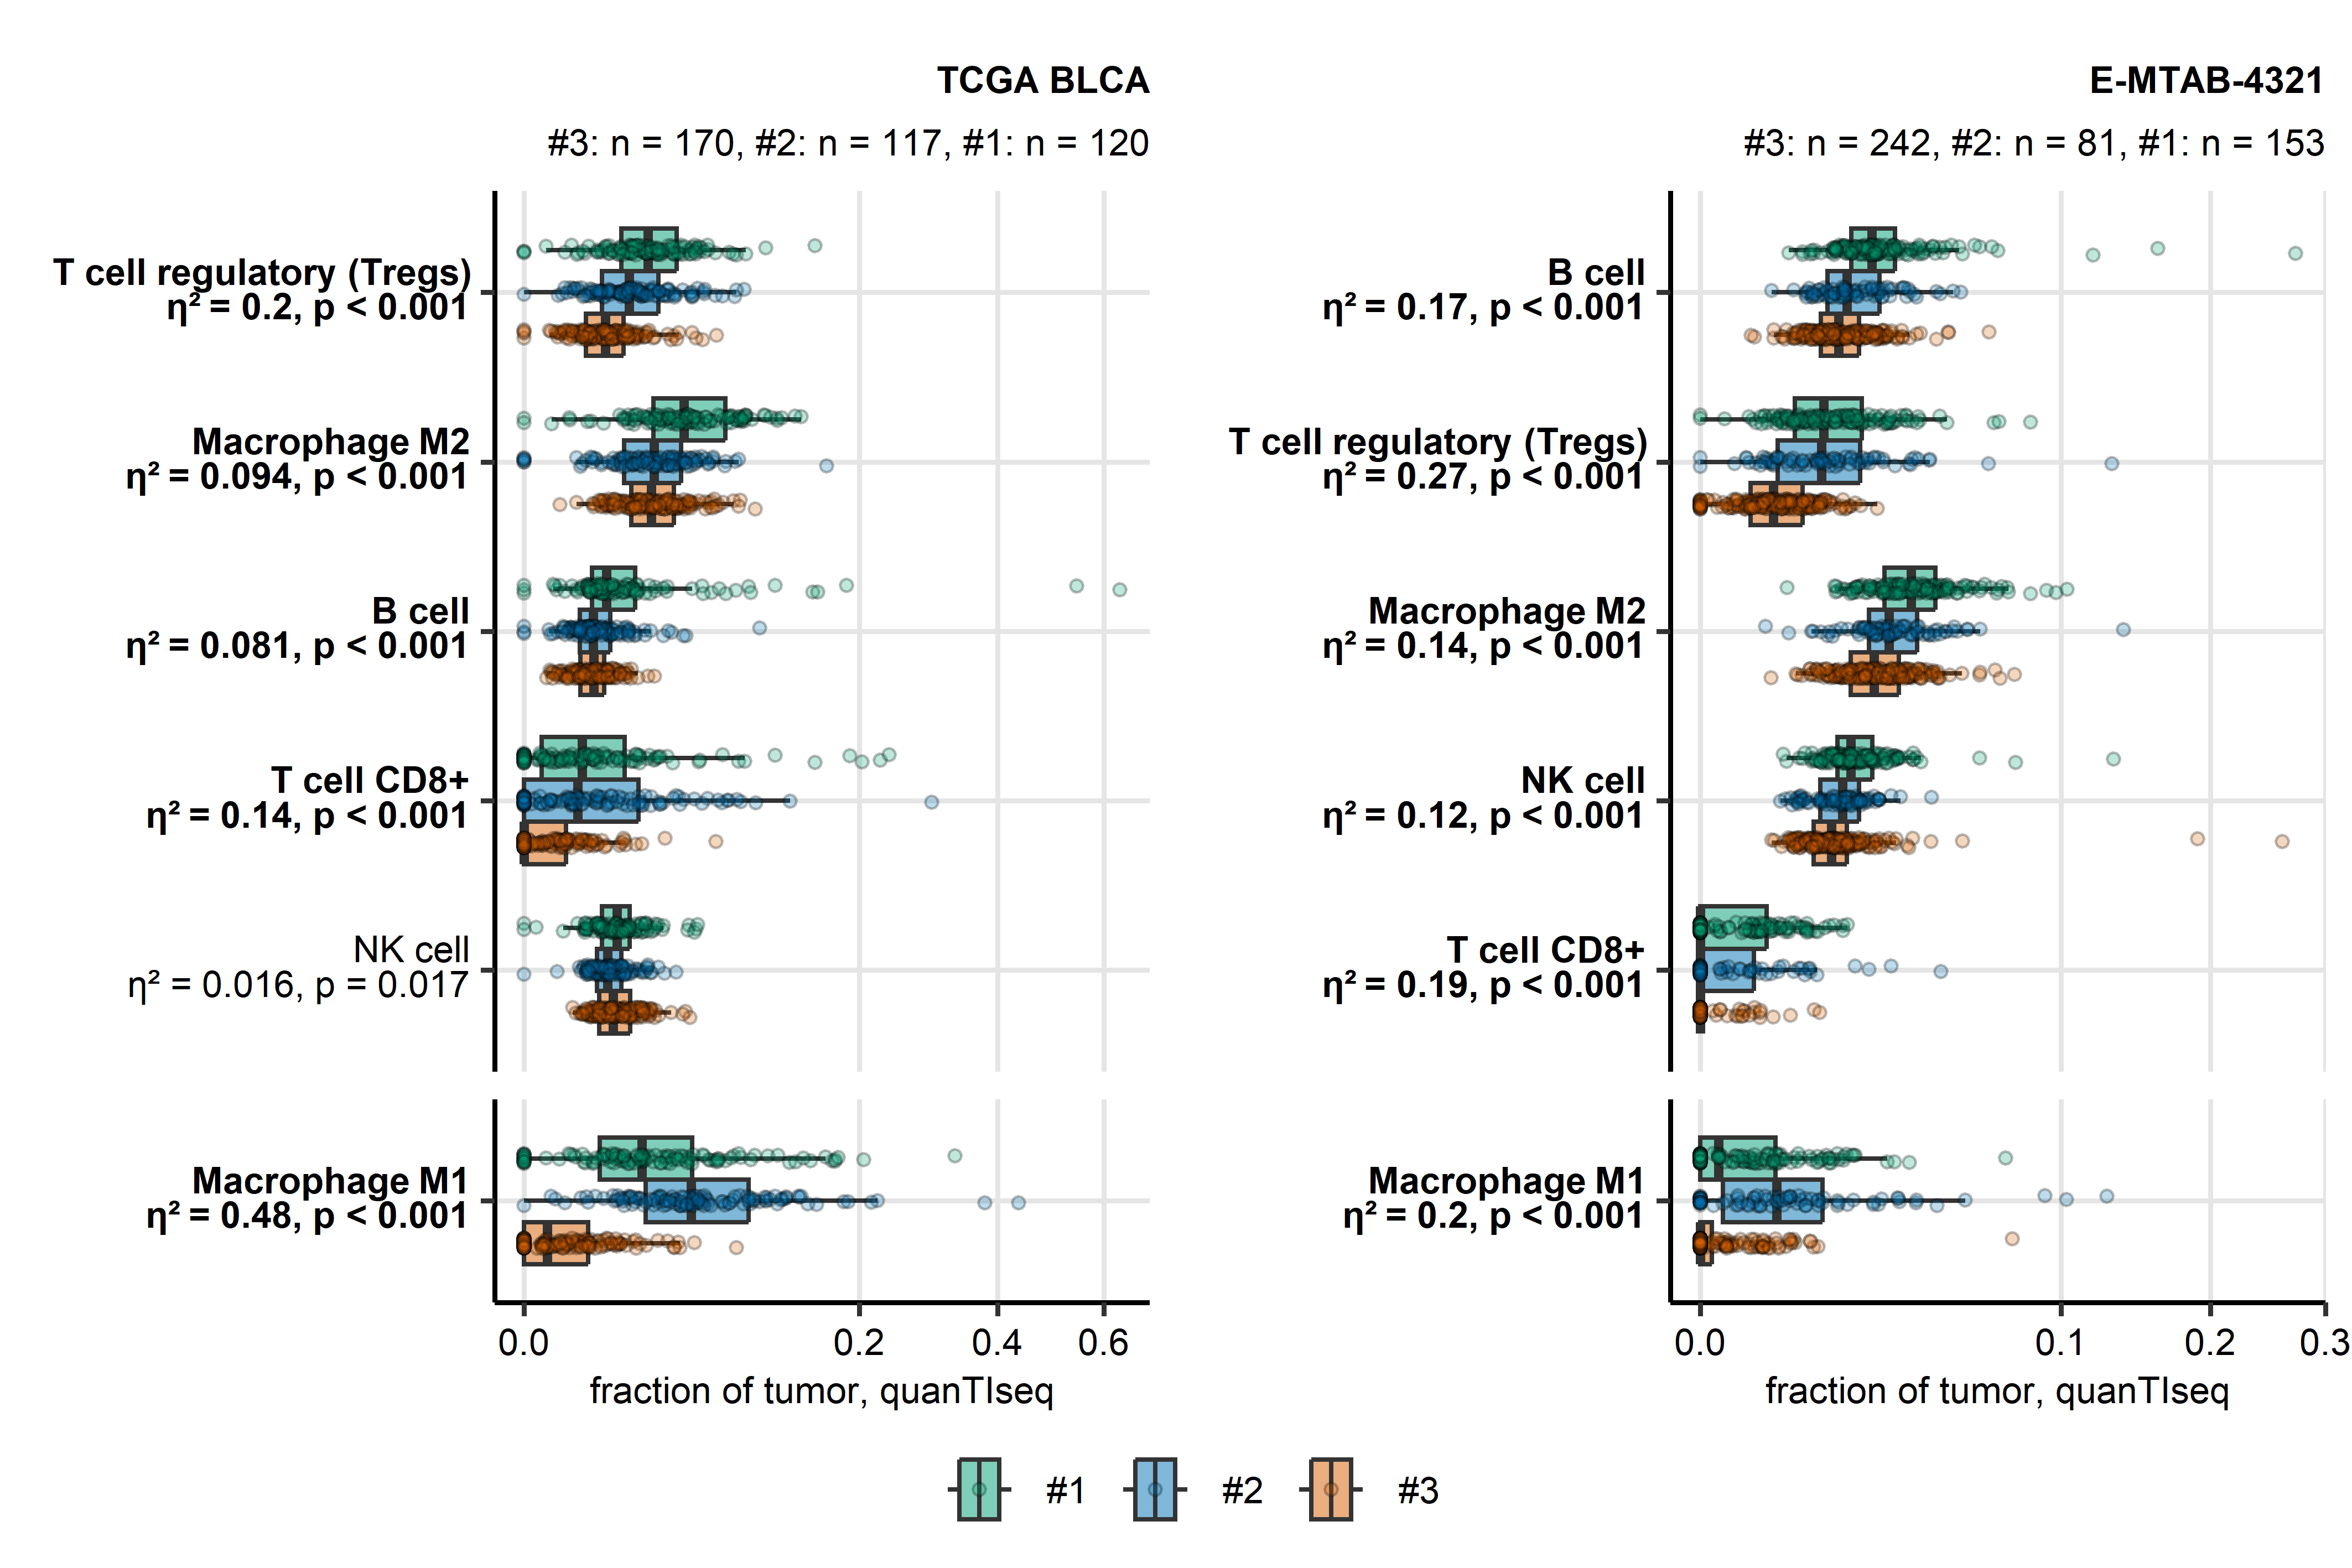 TCGA BLCA
#3: n = 170, #2: n = 117, #1: n = 120
T cell regulatory (Tregs)
η² = 0.2, p < 0.001
Macrophage M2
η² = 0.094, p < 0.001
B cell
η² = 0.081, p < 0.001
T cell CD8+
η² = 0.14, p < 0.001
NK cell
η² = 0.016, p = 0.017
Macrophage M1
η² = 0.48, p < 0.001
0.0 0.2 0.4 0.6
fraction of tumor, quanTIseq
E-MTAB-4321
#3: n = 242, #2: n = 81, #1: n = 153
B cell
η² = 0.17, p < 0.001
T cell regulatory (Tregs)
η² = 0.27, p < 0.001
Macrophage M2
η² = 0.14, p < 0.001
NK cell
η² = 0.12, p < 0.001
T cell CD8+
η² = 0.19, p < 0.001
Macrophage M1
η² = 0.2, p < 0.001
0.0 0.1 0.2 0.3
fraction of tumor, quanTIseq
#1 #2 #3